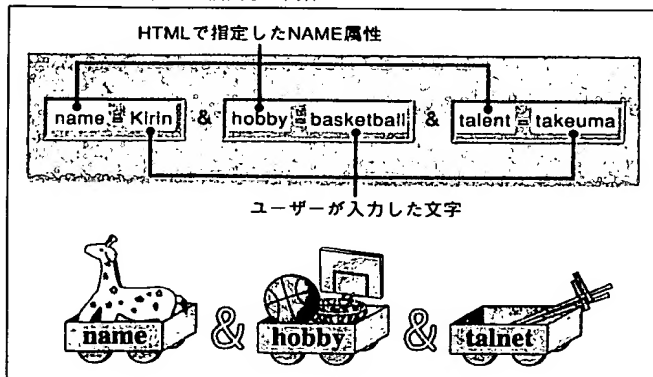 HTMLで指定したNAME属性
name = Kirin & hobby = basketball & talent = takeuma
ユーザーが入力した文字
name & hobby & talnet